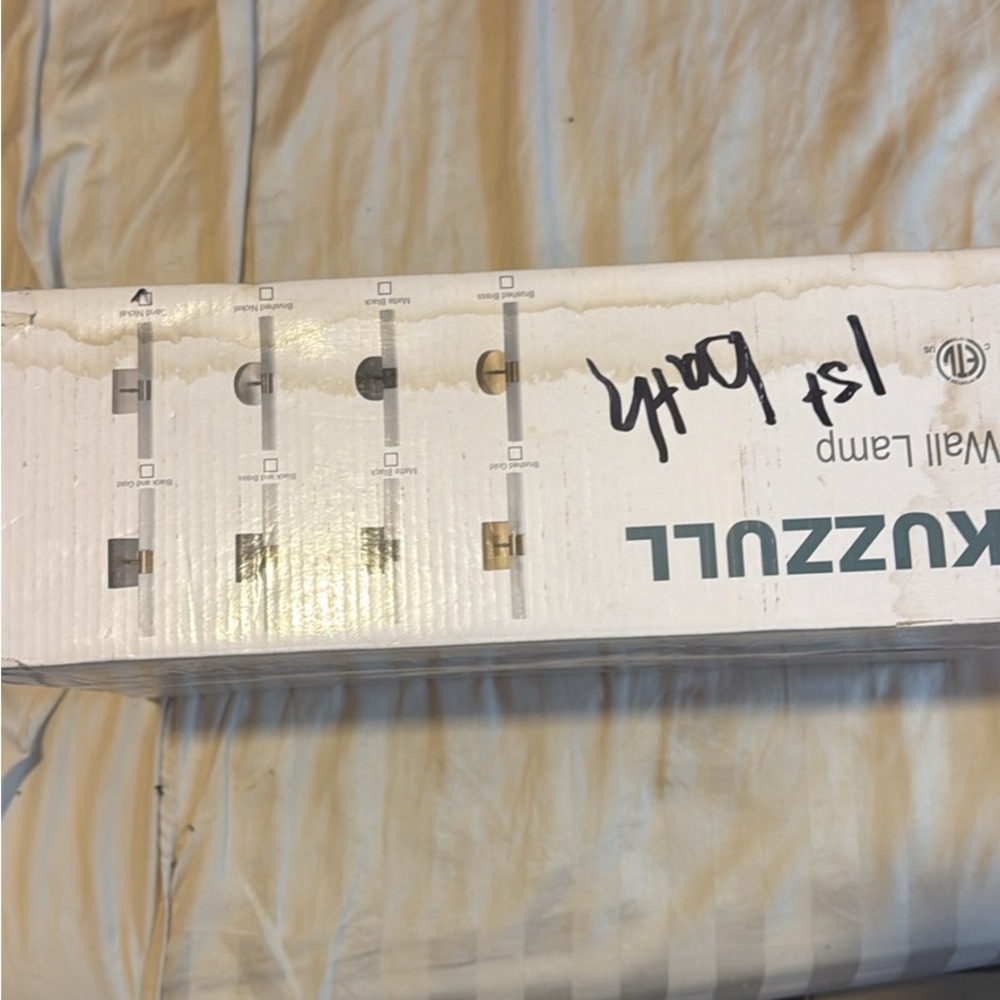 KUZZULL
Wall Lamp
C US
1st bath
Brushed Gold
Matte Black
Black and Brass
Black and Gold
Brushed Brass
Matte Black
Brushed Nickel
Sand Nickel